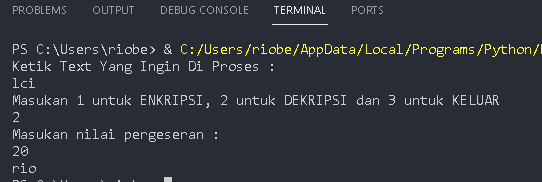 PROBLEMS OUTPUT DEBUG CONSOLE TERMINAL PORTS
PS C:\Users\riobe> & C:/Users/riobe/AppData/Local/Programs/Python/
Ketik Text Yang Ingin Di Proses :
lci
Masukan 1 untuk ENKRIPSI, 2 untuk DEKRIPSI dan 3 untuk KELUAR
2
Masukan nilai pergeseran :
20
rio